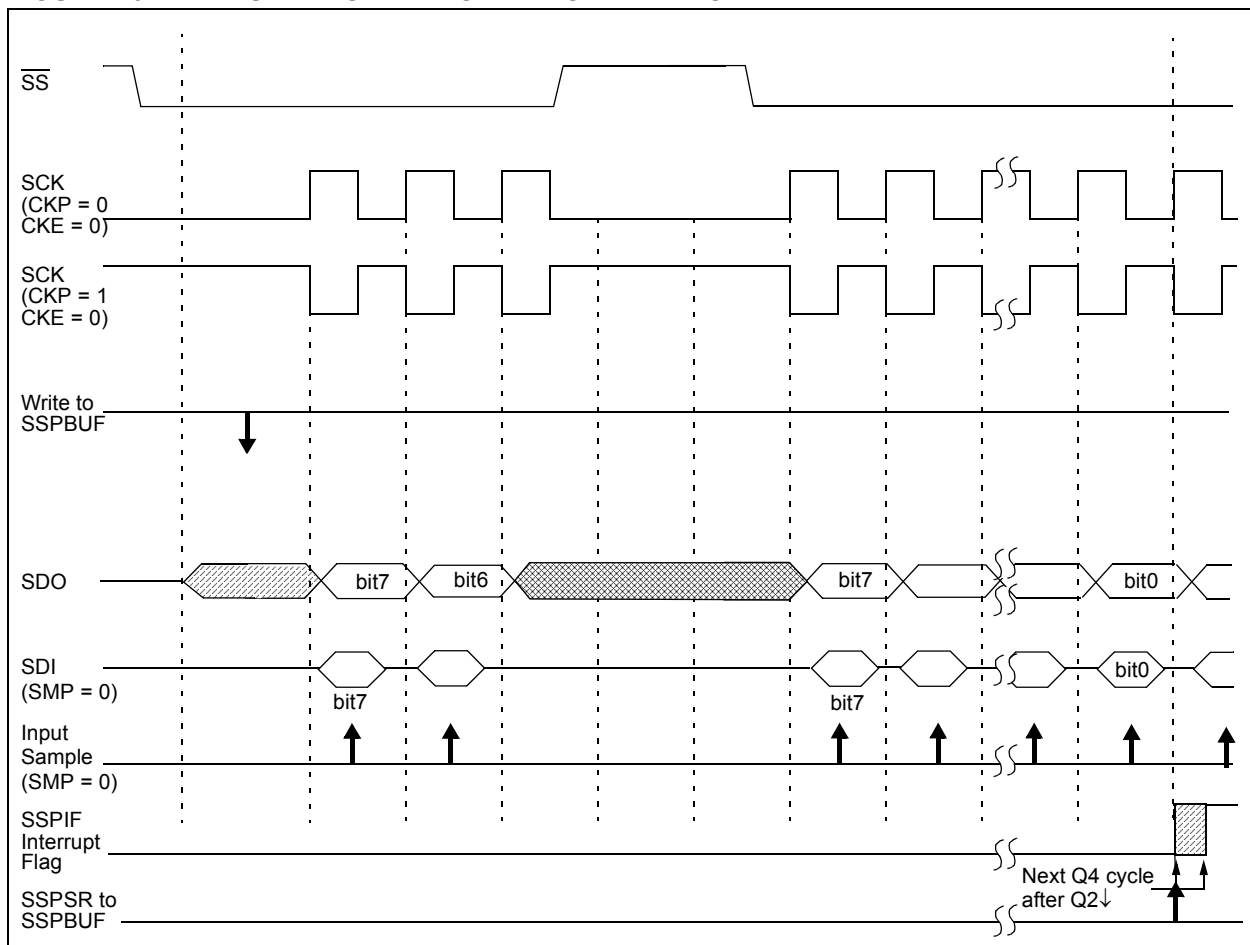 SS
SCK
(CKP = 0
CKE = 0)
SCK
(CKP = 1
CKE = 0)
Write to
SSPBUF
SDO
bit7
bit6
bit7
bit0
SDI
(SMP = 0)
bit7
bit7
bit0
Input
Sample
(SMP = 0)
SSPIF
Interrupt
Flag
Next Q4 cycle
after Q2↓
SSPSR to
SSPBUF